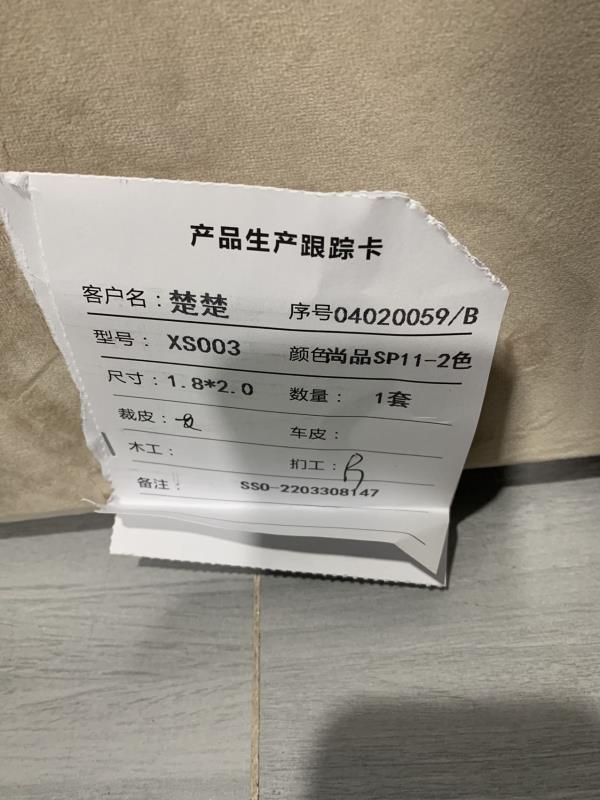 产品生产跟踪卡
客户名：楚楚 序号04020059/B
型号：XS003 颜色尚品SP11-2色
尺寸：1.8*2.0 数量：1套
裁皮： 车皮：
木工： 扪工：
备注： SSO-2203308147